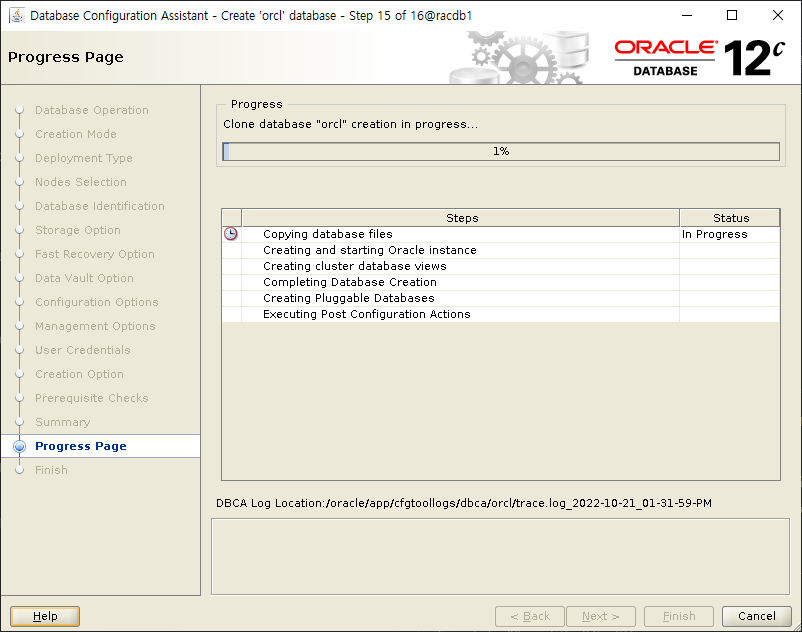 Database Configuration Assistant - Create 'orcl' database - Step 15 of 16@racdb1
Progress Page
ORACLE
DATABASE
12c
Database Operation
Creation Mode
Deployment Type
Nodes Selection
Database Identification
Storage Option
Fast Recovery Option
Data Vault Option
Configuration Options
Management Options
User Credentials
Creation Option
Prerequisite Checks
Summary
Progress Page
Finish
Progress
Clone database "orcl" creation in progress...
1%
Steps Status
Copying database files In Progress
Creating and starting Oracle instance
Creating cluster database views
Completing Database Creation
Creating Pluggable Databases
Executing Post Configuration Actions
DBCA Log Location:/oracle/app/cfgtoollogs/dbca/orcl/trace.log_2022-10-21_01-31-59-PM
Help < Back Next > Finish Cancel